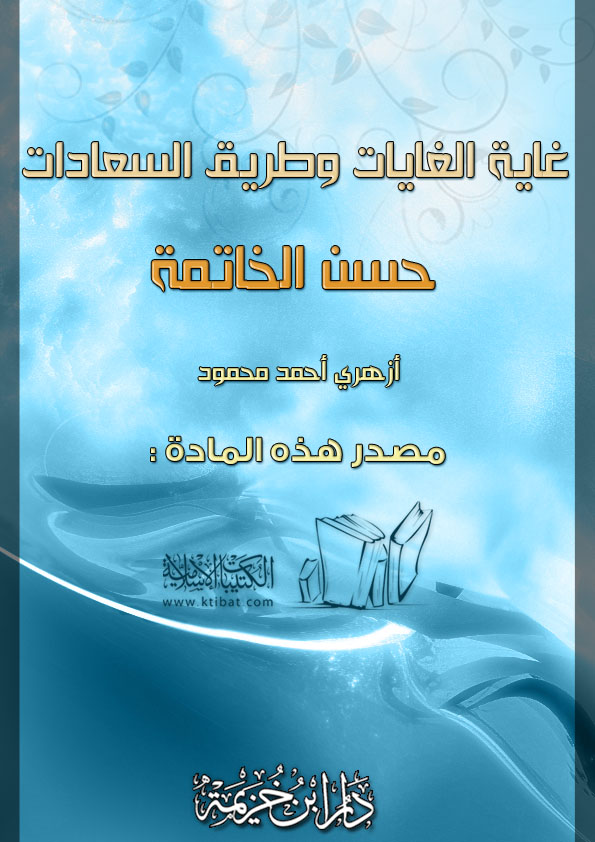 غاية الغايات وطريق السعادات
حسن الخاتمة
أزهري أحمد محمود
مصدر هذه المادة :
الكتيبات الإسلامية
www.ktibat.com
دار ابن خزيمة